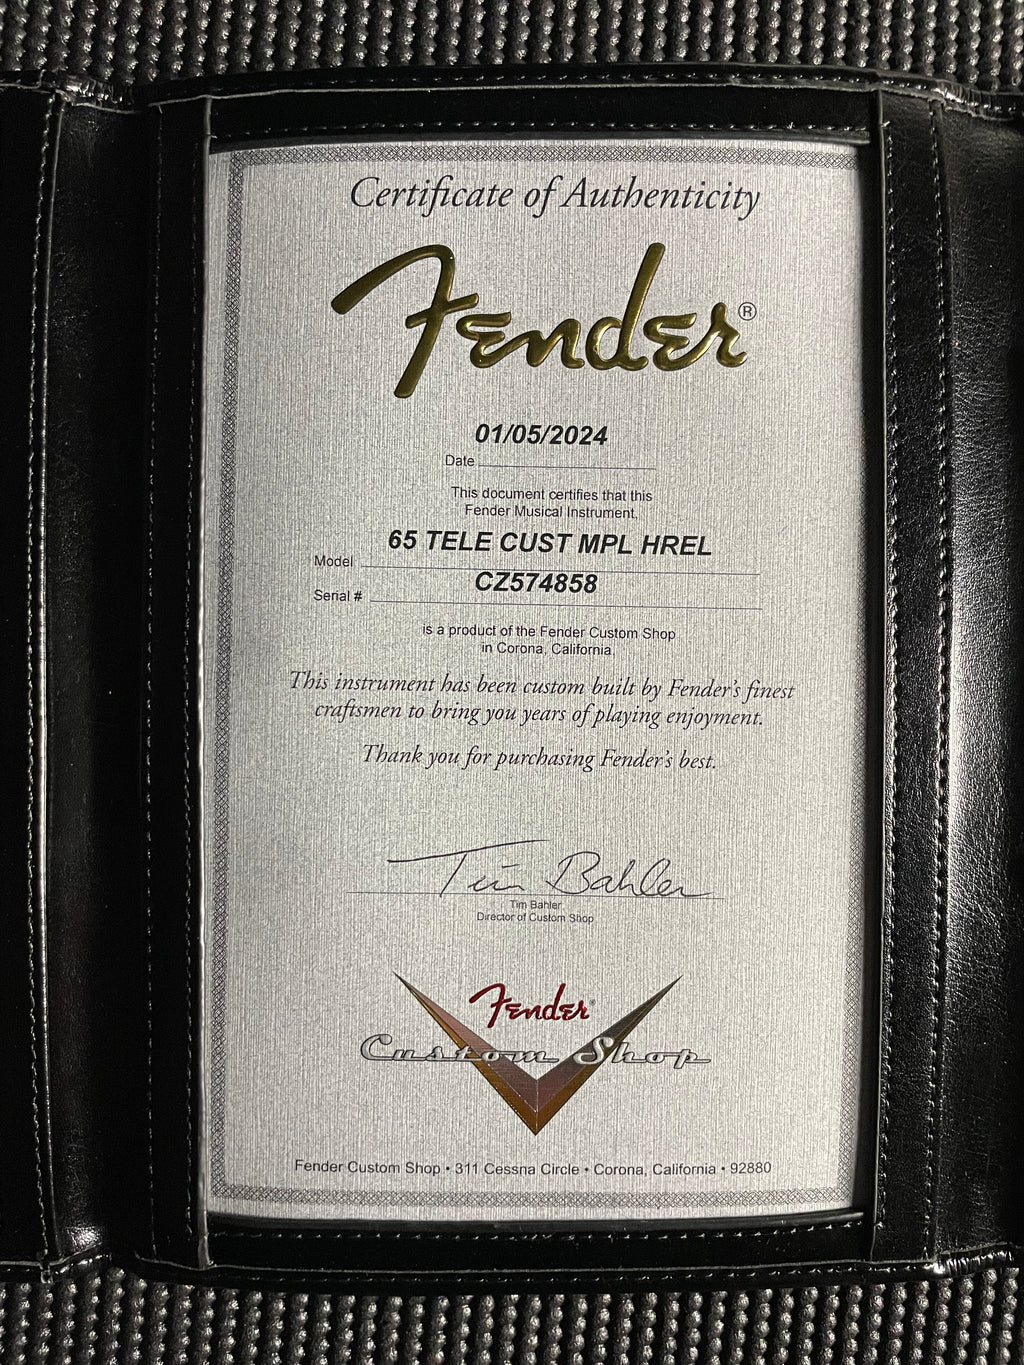 Certificate of Authenticity
Fender®
01/05/2024
Date
This document certifies that this
Fender Musical Instrument,
65 TELE CUST MPL HREL
Model
CZ574858
Serial #
is a product of the Fender Custom Shop
in Corona, California.
This instrument has been custom built by Fender's finest
craftsmen to bring you years of playing enjoyment.
Thank you for purchasing Fender's best.
Tim Bahler
Tim Bahler
Director of Custom Shop
Fender®
Custom Shop
Fender Custom Shop • 311 Cessna Circle • Corona, California • 92880